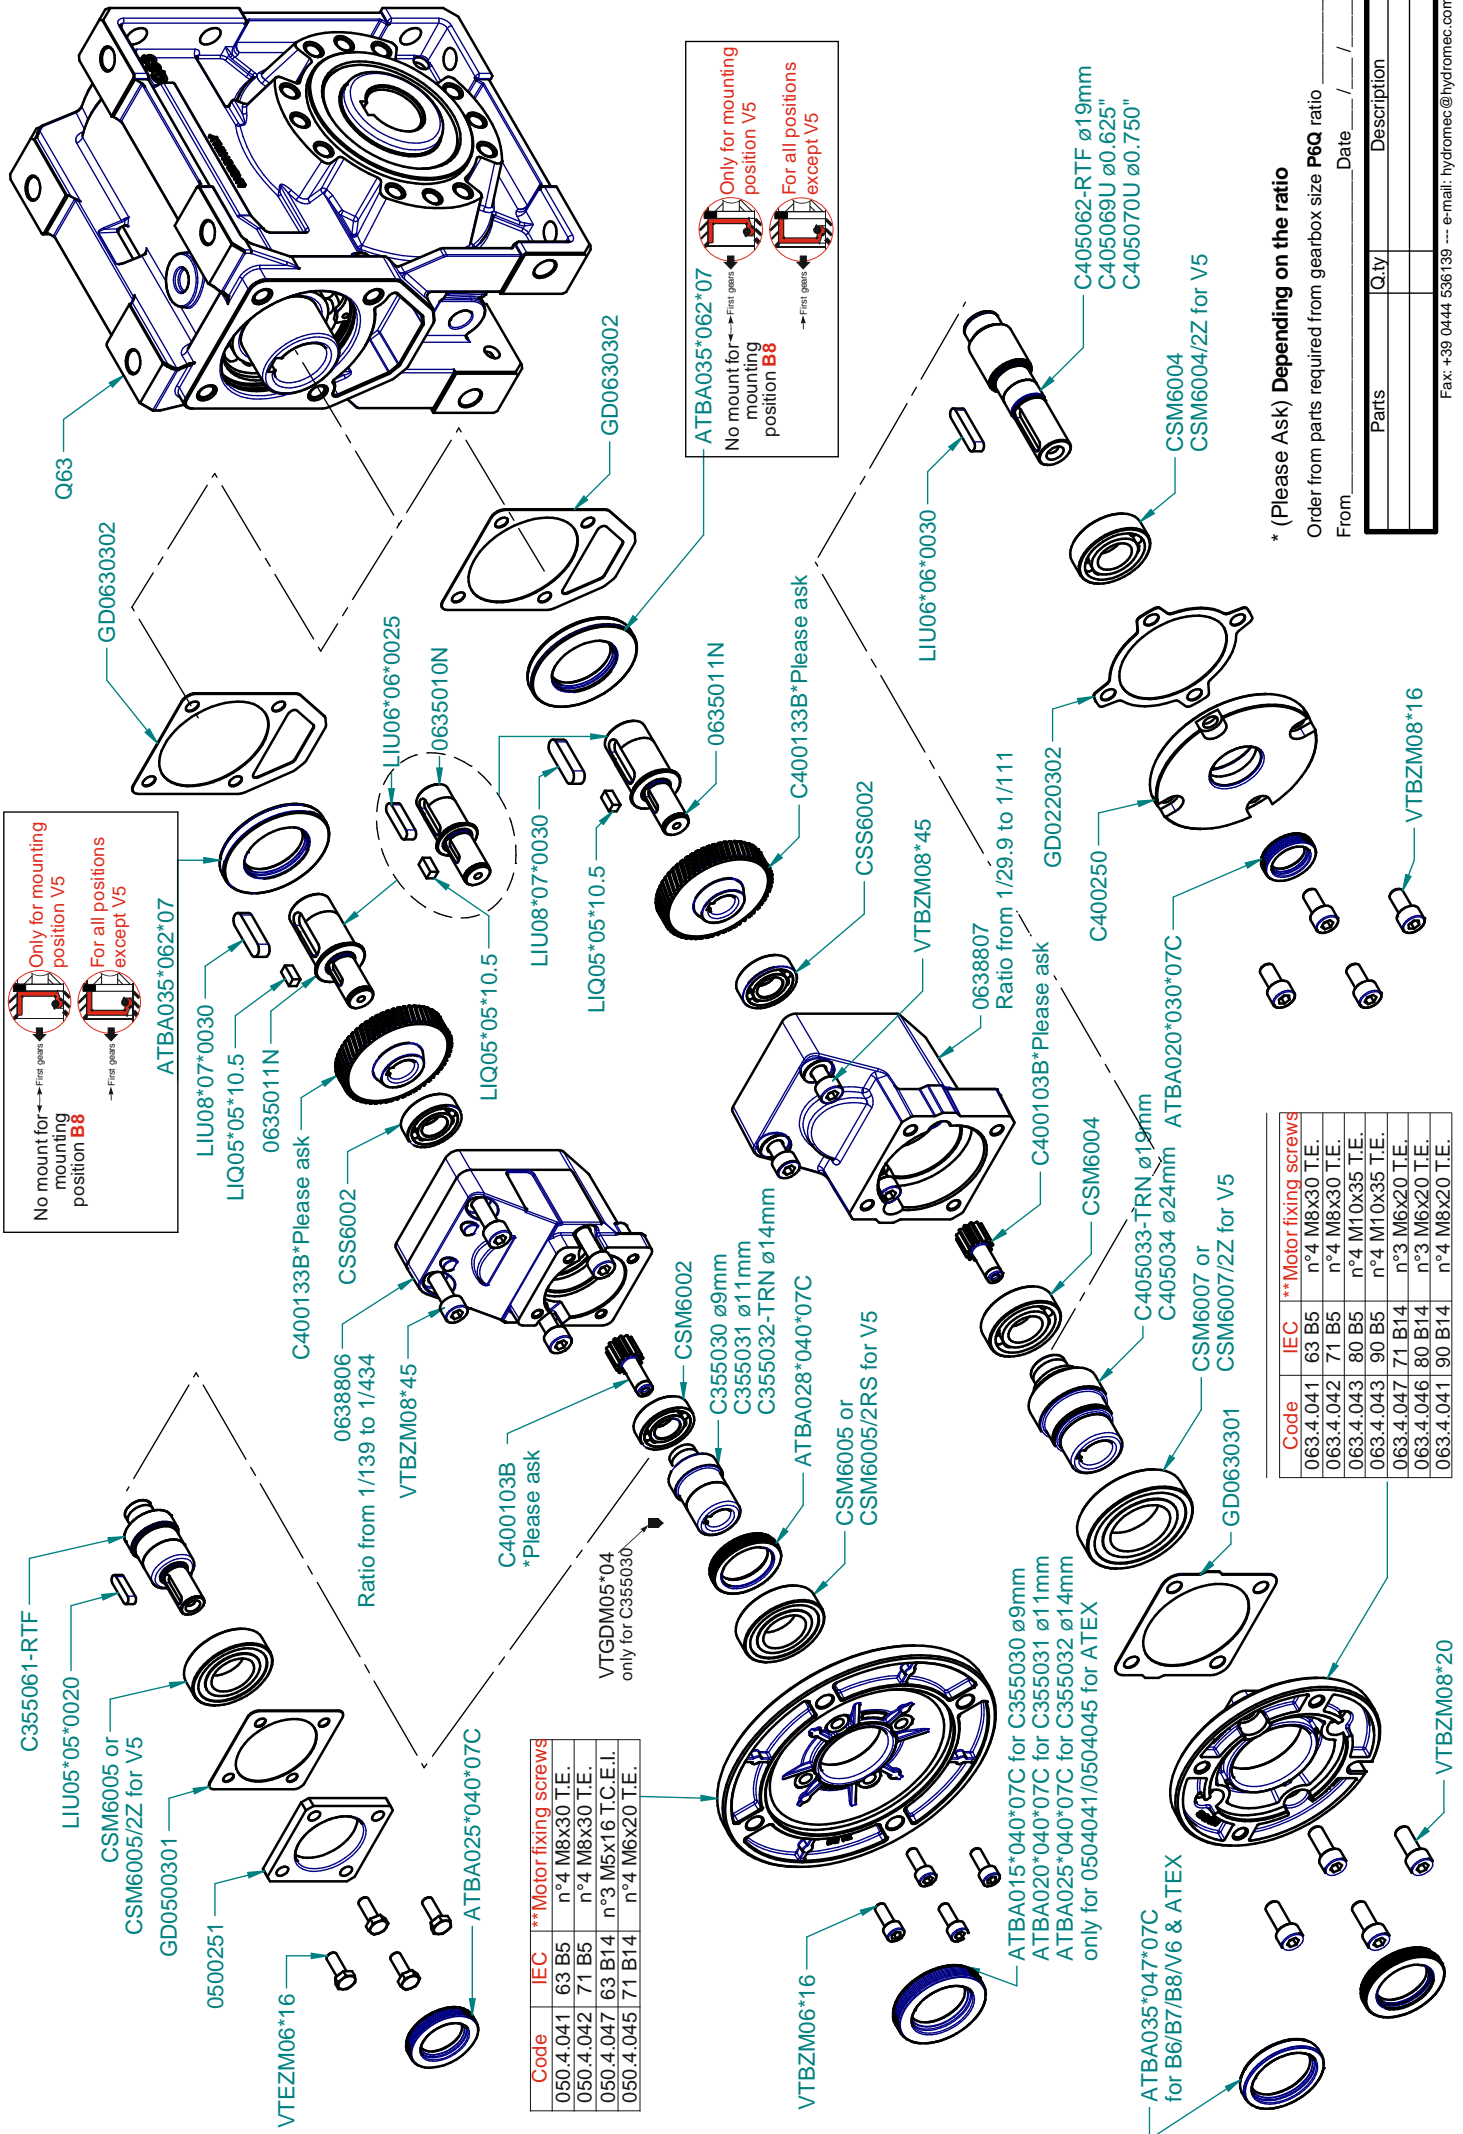 Q63
GD0630302
GD0630302
No mount for
mounting
position B8
First gears
First gears
Only for mounting
position V5
For all positions
except V5
ATBA035*062*07
No mount for
mounting
position B8
First gears
First gears
Only for mounting
position V5
For all positions
except V5
ATBA035*062*07
LIU08*07*0030
LIQ05*05*10.5
0635011N
LIU06*06*0025
0635010N
LIQ05*05*10.5
LIU08*07*0030
LIQ05*05*10.5
0635011N
C400133B*Please ask
CSS6002
C400133B*Please ask
CSS6002
0638806
Ratio from 1/139 to 1/434
VTBZM08*45
VTBZM08*45
0638807
Ratio from 1/29.9 to 1/111
C400103B
*Please ask
CSM6002
C400103B*Please ask
CSM6004
C355030 ø9mm
C355031 ø11mm
C355032-TRN ø14mm
VTGDM05*04
only for C355030
ATBA028*040*07C
CSM6005 or
CSM6005/2RS for V5
C355061-RTF
LIU05*05*0020
CSM6005 or
CSM6005/2Z for V5
GD0500301
0500251
VTEZM06*16
ATBA025*040*07C
Code IEC **Motor fixing screws
050.4.041 63 B5 n°4 M8x30 T.E.
050.4.042 71 B5 n°4 M8x30 T.E.
050.4.047 63 B14 n°3 M5x16 T.C.E.I.
050.4.045 71 B14 n°4 M6x20 T.E.
VTBZM06*16
ATBA015*040*07C for C355030 ø9mm
ATBA020*040*07C for C355031 ø11mm
ATBA025*040*07C for C355032 ø14mm
only for 0504041/0504045 for ATEX
C405033-TRN ø19mm
C405034 ø24mm
CSM6007 or
CSM6007/2Z for V5
GD0630301
Code IEC **Motor fixing screws
063.4.041 63 B5 n°4 M8x30 T.E.
063.4.042 71 B5 n°4 M8x30 T.E.
063.4.043 80 B5 n°4 M10x35 T.E.
063.4.043 90 B5 n°4 M10x35 T.E.
063.4.047 71 B14 n°3 M6x20 T.E.
063.4.046 80 B14 n°3 M6x20 T.E.
063.4.041 90 B14 n°4 M8x20 T.E.
VTBZM08*20
ATBA035*047*07C
for B6/B7/B8/V6 & ATEX
LIU06*06*0030
C405062-RTF ø19mm
C405069U ø0.625"
C405070U ø0.750"
CSM6004
CSM6004/2Z for V5
GD0220302
C400250
ATBA020*030*07C
VTBZM08*16
* (Please Ask) Depending on the ratio
Order from parts required from gearbox size P6Q ratio
From Date / /
Parts Q.ty Description
Fax: +39 0444 536139 --- e-mail: hydromec@hydromec.com